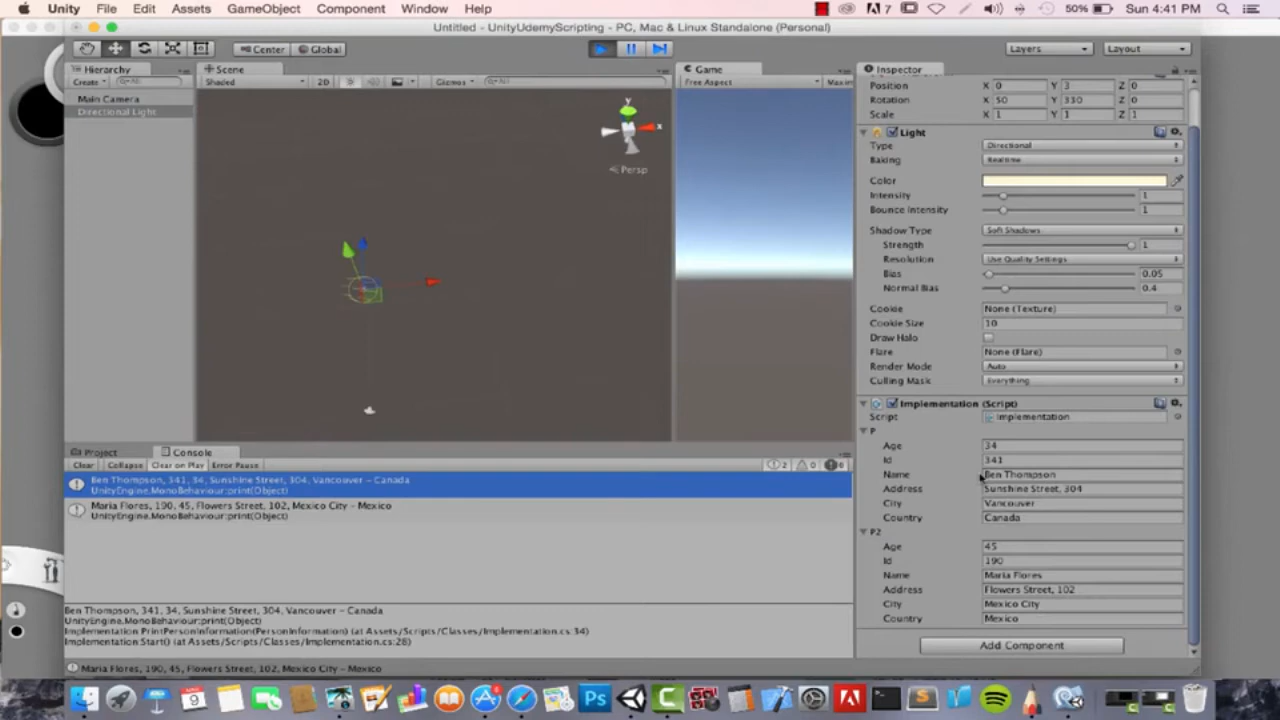 Unity File Edit Assets GameObject Component Window Help 7 50% Sun 4:41 PM
Untitled - UnityUdemyScripting - PC, Mac & Linux Standalone (Personal)
Center Global Layers Layout
Hierarchy Scene Game Inspector
Create Shaded 2D Gizmos Free Aspect Maxim
Main Camera
Directional Light
y
x
Persp
Position X 0 Y 3 Z 0
Rotation X 50 Y 330 Z 0
Scale X 1 Y 1 Z 1
Light
Type Directional
Baking Realtime
Color
Intensity 1
Bounce Intensity 1
Shadow Type Soft Shadows
Strength 1
Resolution Use Quality Settings
Bias 0.05
Normal Bias 0.4
Cookie None (Texture)
Cookie Size 10
Draw Halo
Flare None (Flare)
Render Mode Auto
Culling Mask Everything
Implementation (Script)
Script Implementation
P
Age 34
Id 341
Name Ben Thompson
Address Sunshine Street, 304
City Vancouver
Country Canada
P2
Age 45
Id 190
Name Maria Flores
Address Flowers Street, 102
City Mexico City
Country Mexico
Add Component
Project Console
Clear Collapse Clear on Play Error Pause 2 0 0
Ben Thompson, 341, 34, Sunshine Street, 304, Vancouver - Canada
UnityEngine.MonoBehaviour:print(Object)
Maria Flores, 190, 45, Flowers Street, 102, Mexico City - Mexico
UnityEngine.MonoBehaviour:print(Object)
Ben Thompson, 341, 34, Sunshine Street, 304, Vancouver - Canada
UnityEngine.MonoBehaviour:print(Object)
Implementation:PrintPersonInformation(PersonInformation) (at Assets/Scripts/Classes/Implementation.cs:34)
Implementation:Start() (at Assets/Scripts/Classes/Implementation.cs:28)
Maria Flores, 190, 45, Flowers Street, 102, Mexico City - Mexico
9 Ps S